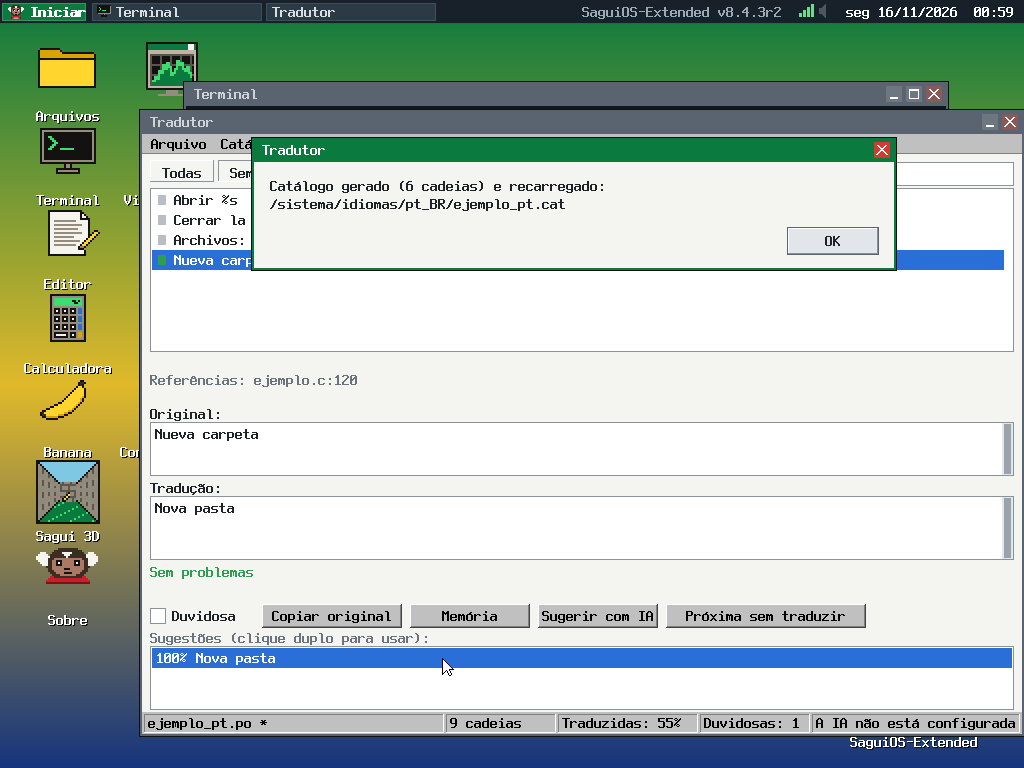 Iniciar
Terminal
Tradutor
SaguiOS-Extended v8.4.3r2
seg 16/11/2026
00:59
Arquivos
Terminal
Vi
Editor
Calculadora
Banana
Con
Sagui 3D
Sobre
Terminal
Tradutor
Arquivo
Catá
Todas
Sem
Abrir %s
Cerrar la
Archivos:
Nueva carp
Tradutor
Catálogo gerado (6 cadeias) e recarregado:
/sistema/idiomas/pt_BR/ejemplo_pt.cat
OK
Referências: ejemplo.c:120
Original:
Nueva carpeta
Tradução:
Nova pasta
Sem problemas
Duvidosa
Copiar original
Memória
Sugerir com IA
Próxima sem traduzir
Sugestões (clique duplo para usar):
100% Nova pasta
ejemplo_pt.po *
9 cadeias
Traduzidas: 55%
Duvidosas: 1
A IA não está configurada
SaguiOS-Extended